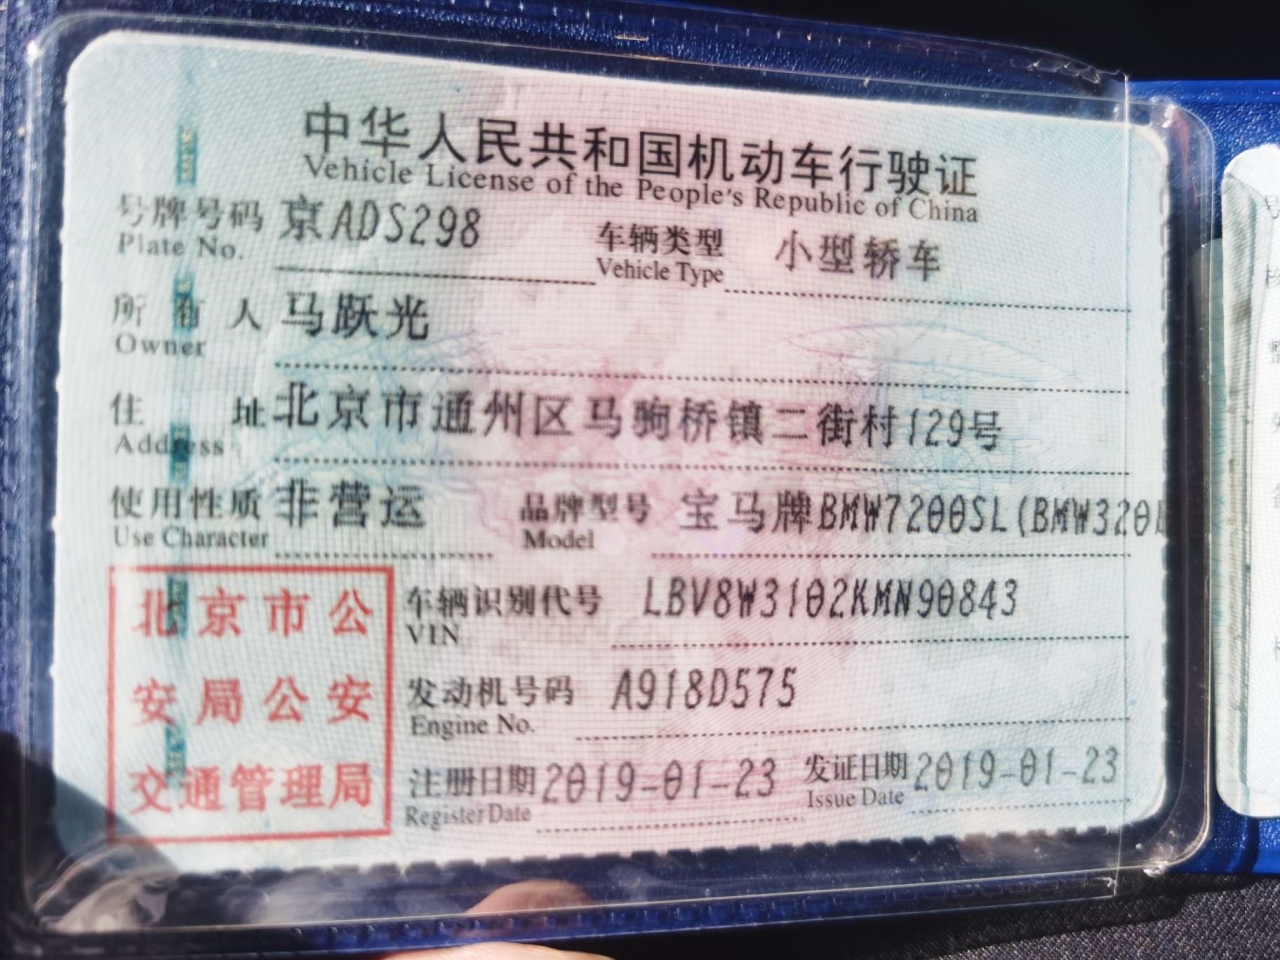 中华人民共和国机动车行驶证
Vehicle License of the People's Republic of China
号牌号码 京ADS298 车辆类型 小型轿车
Plate No. Vehicle Type
所有人 马跃光
Owner
住址 北京市通州区马驹桥镇二街村129号
Address
使用性质 非营运 品牌型号 宝马牌BMW7200SL(BMW320L
Use Character Model
车辆识别代号 LBV8W3102KMN90843
VIN
发动机号码 A918D575
Engine No.
注册日期 2019-01-23 发证日期 2019-01-23
Register Date Issue Date
北京市公
安局公安
交通管理局